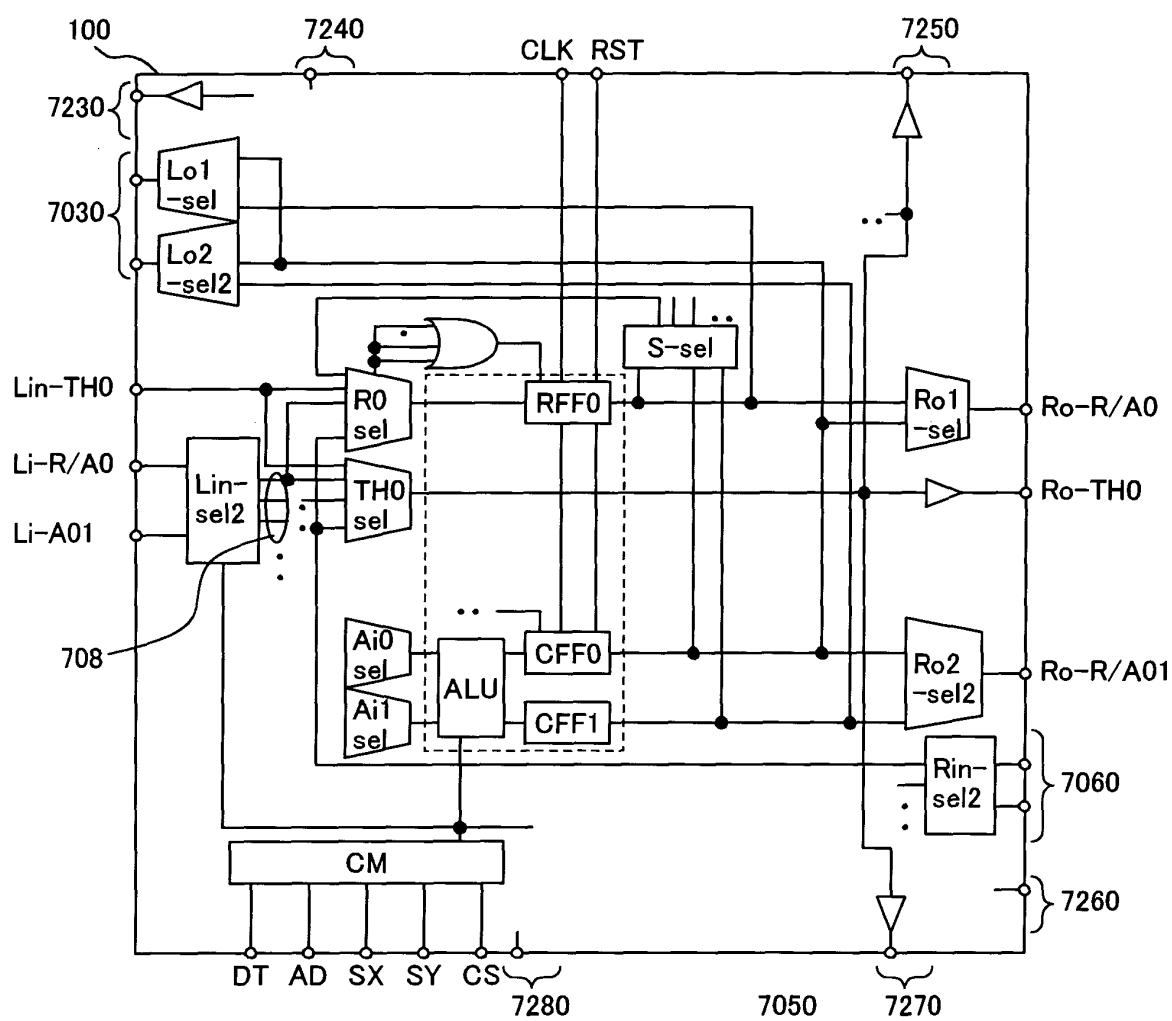 100
7240
CLK RST
7250
7230
Lo1
-sel
7030
Lo2
-sel2
S-sel
Lin-TH0
R0
sel
RFF0
Ro1
-sel
Ro-R/A0
Li-R/A0
Lin-
sel2
TH0
sel
Ro-TH0
Li-A01
708
Ai0
sel
ALU
CFF0
Ro2
-sel2
Ro-R/A01
Ai1
sel
CFF1
Rin-
sel2
7060
CM
7260
DT AD SX SY CS
7280
7050
7270